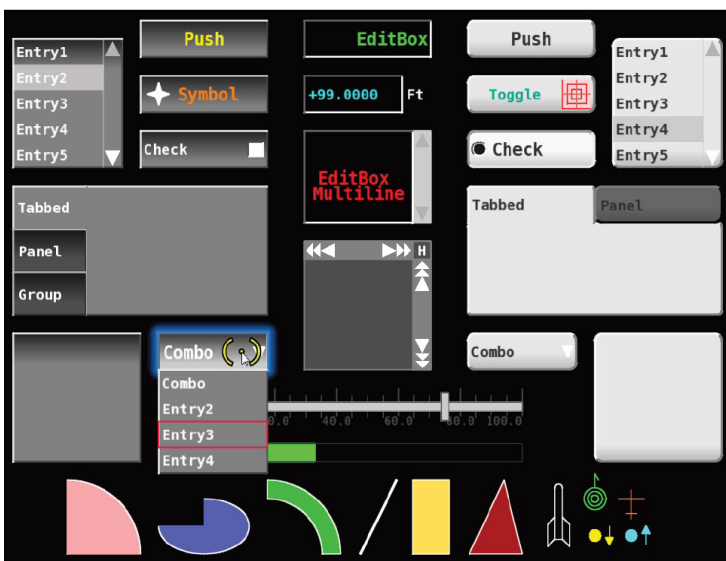 Entry1
Entry2
Entry3
Entry4
Entry5
Push
Symbol
Check
EditBox
+99.0000 Ft
EditBox
Multiline
Push
Toggle
Check
Entry1
Entry2
Entry3
Entry4
Entry5
Tabbed
Panel
Group
H
Tabbed
Panel
Combo
Combo
Entry2
Entry3
Entry4
40.0 60.0 80.0 100.0
Combo